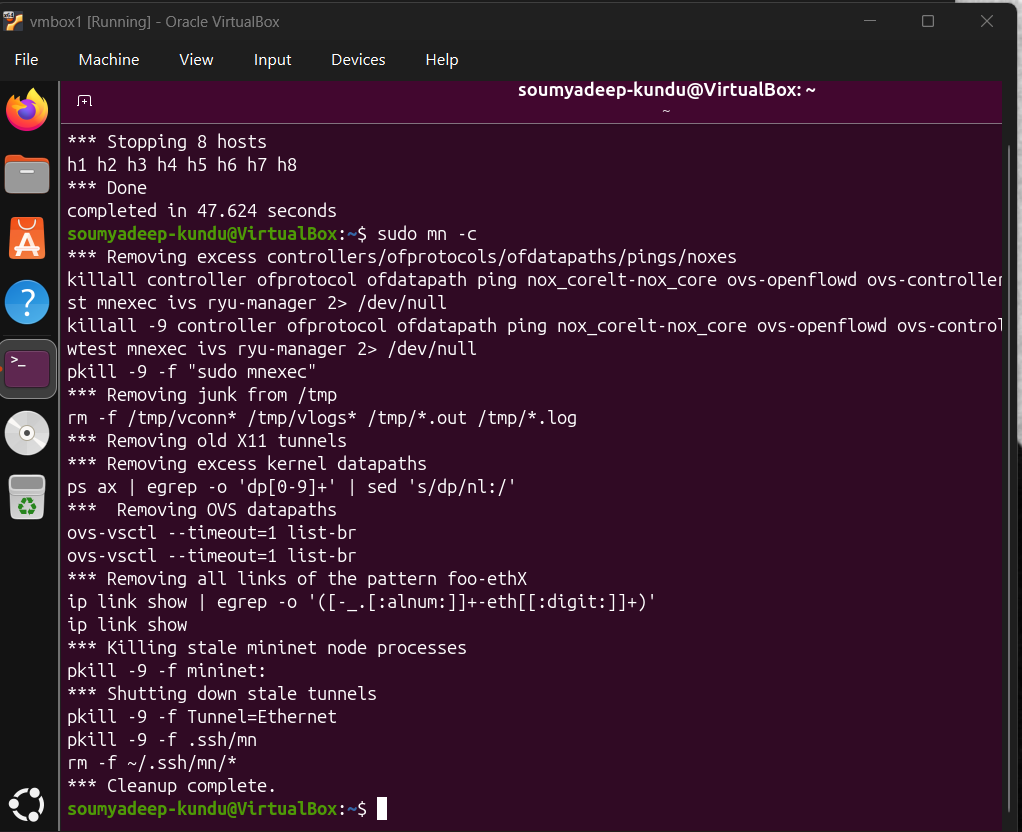 vmbox1 [Running] - Oracle VirtualBox
File Machine View Input Devices Help
soumyadeep-kundu@VirtualBox: ~
~
*** Stopping 8 hosts
h1 h2 h3 h4 h5 h6 h7 h8
*** Done
completed in 47.624 seconds
soumyadeep-kundu@VirtualBox:~$ sudo mn -c
*** Removing excess controllers/ofprotocols/ofdatapaths/pings/noxes
killall controller ofprotocol ofdatapath ping nox_corelt-nox_core ovs-openflowd ovs-controller
st mnexec ivs ryu-manager 2> /dev/null
killall -9 controller ofprotocol ofdatapath ping nox_corelt-nox_core ovs-openflowd ovs-control
wtest mnexec ivs ryu-manager 2> /dev/null
pkill -9 -f "sudo mnexec"
*** Removing junk from /tmp
rm -f /tmp/vconn* /tmp/vlogs* /tmp/*.out /tmp/*.log
*** Removing old X11 tunnels
*** Removing excess kernel datapaths
ps ax | egrep -o 'dp[0-9]+' | sed 's/dp/nl:/'
***  Removing OVS datapaths
ovs-vsctl --timeout=1 list-br
ovs-vsctl --timeout=1 list-br
*** Removing all links of the pattern foo-ethX
ip link show | egrep -o '([-_.[:alnum:]]+-eth[[:digit:]]+)'
ip link show
*** Killing stale mininet node processes
pkill -9 -f mininet:
*** Shutting down stale tunnels
pkill -9 -f Tunnel=Ethernet
pkill -9 -f .ssh/mn
rm -f ~/.ssh/mn/*
*** Cleanup complete.
soumyadeep-kundu@VirtualBox:~$